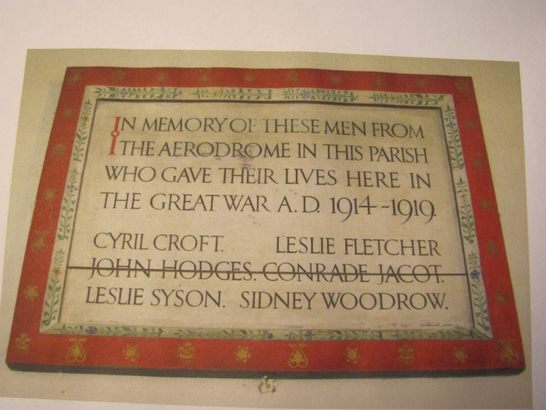 IN MEMORY OF THESE MEN FROM
THE AERODROME IN THIS PARISH
WHO GAVE THEIR LIVES HERE IN
THE GREAT WAR A.D. 1914-1919.
CYRIL CROFT. LESLIE FLETCHER
JOHN HODGES. CONRADE JACOT.
LESLIE SYSON. SIDNEY WOODROW.